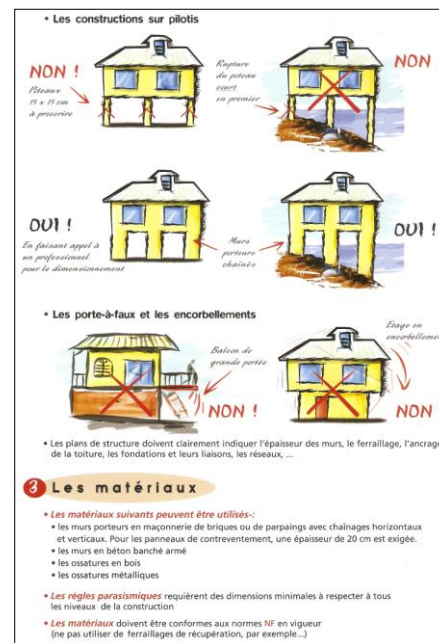 • Les constructions sur pilotis
NON !
Poteaux
15 x 15 cm
à proscrire
Rupture
du poteau
court
en premier
NON
OUI !
En faisant appel à
un professionnel
pour le dimensionnement
Murs
porteurs
chaînés
OUI !
• Les porte-à-faux et les encorbellements
Balcon de
grande portée
NON !
Etage en
encorbellement
NON
• Les plans de structure doivent clairement indiquer l'épaisseur des murs, le ferraillage, l'ancrage
de la toiture, les fondations et leurs liaisons, les réseaux, ...
3 Les matériaux
• Les matériaux suivants peuvent être utilisés :
• les murs porteurs en maçonnerie de briques ou de parpaings avec chaînages horizontaux
et verticaux. Pour les panneaux de contreventement, une épaisseur de 20 cm est exigée.
• les murs en béton banché armé
• les ossatures en bois
• les ossatures métalliques
• Les règles parasismiques requièrent des dimensions minimales à respecter à tous
les niveaux de la construction
• Les matériaux doivent être conformes aux normes NF en vigueur
(ne pas utiliser de ferraillages de récupération, par exemple...)